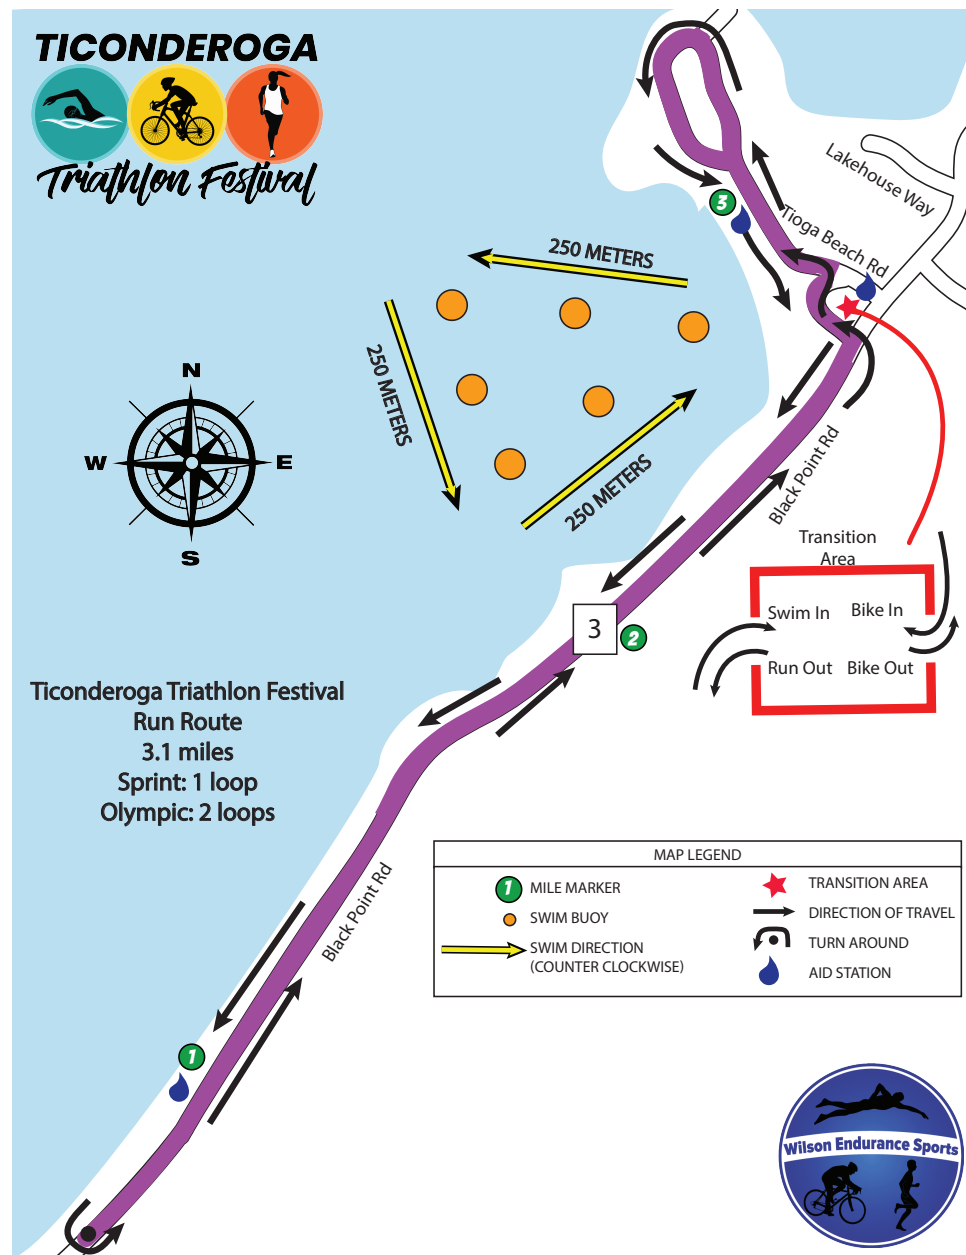 TICONDEROGA
Triathlon Festival
Lakehouse Way
3
Tioga Beach Rd
250 METERS
250 METERS
250 METERS
N
W
E
S
Black Point Rd
Transition
Area
Swim In
Bike In
Run Out
Bike Out
3
2
Ticonderoga Triathlon Festival
Run Route
3.1 miles
Sprint: 1 loop
Olympic: 2 loops
Black Point Rd
MAP LEGEND
1 MILE MARKER
SWIM BUOY
SWIM DIRECTION
(COUNTER CLOCKWISE)
TRANSITION AREA
DIRECTION OF TRAVEL
TURN AROUND
AID STATION
1
Wilson Endurance Sports